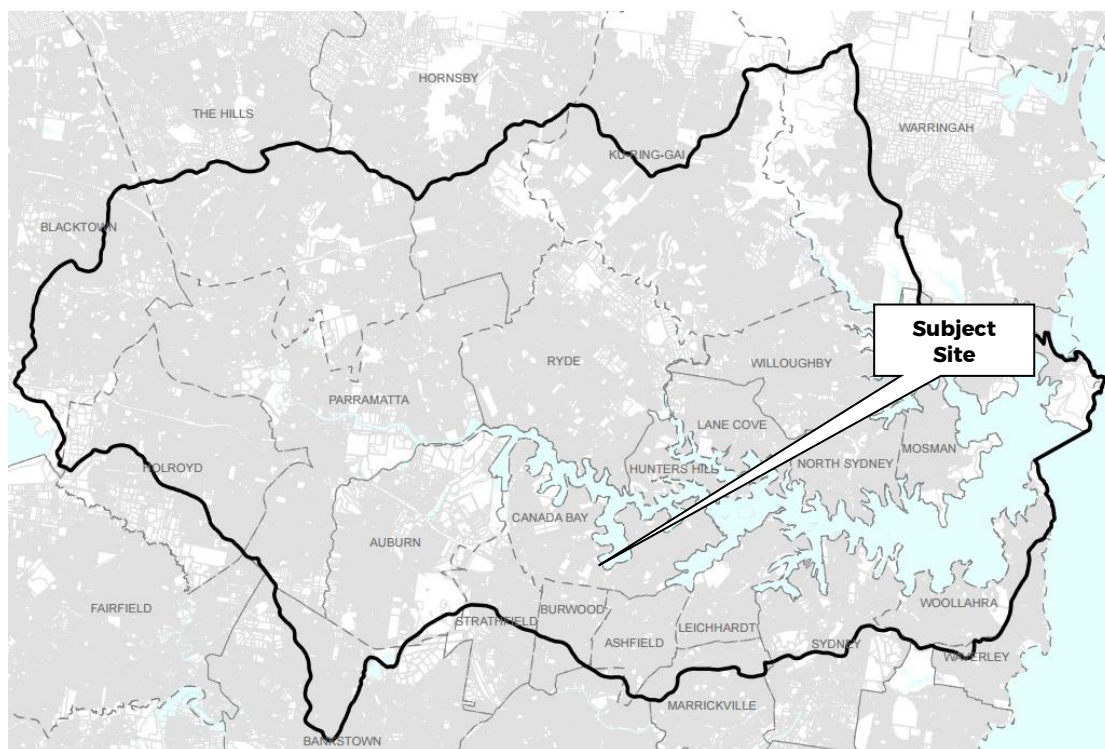 HORNSBY
THE HILLS
WARRINGAH
KU-RING-GAI
BLACKTOWN
Subject
Site
RYDE
WILLOUGHBY
PARRAMATTA
LANE COVE
MOSMAN
HOLROYD
HUNTERS HILL
NORTH SYDNEY
CANADA BAY
AUBURN
FAIRFIELD
BURWOOD
WOOLLAHRA
STRATHFIELD
LEICHHARDT
ASHFIELD
SYDNEY
WAVERLEY
MARRICKVILLE
BANKSTOWN